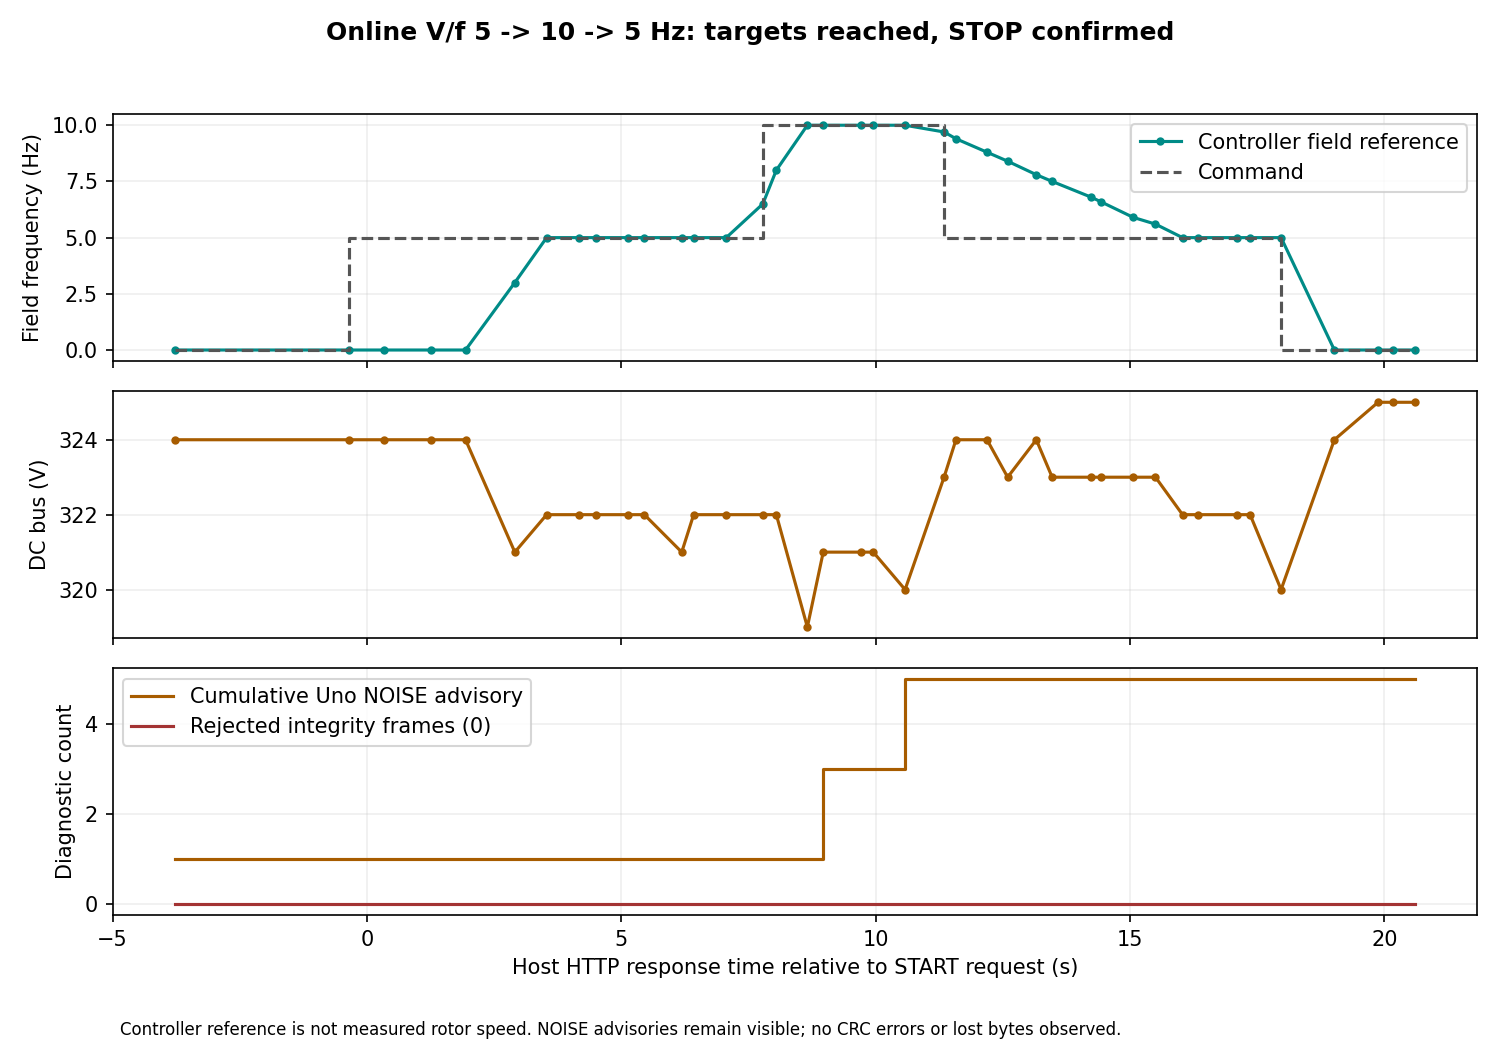 Online V/f 5 -> 10 -> 5 Hz: targets reached, STOP confirmed
Field frequency (Hz)
10.0
7.5
5.0
2.5
0.0
Controller field reference
Command
DC bus (V)
324
322
320
Diagnostic count
4
2
0
Cumulative Uno NOISE advisory
Rejected integrity frames (0)
−5 0 5 10 15 20
Host HTTP response time relative to START request (s)
Controller reference is not measured rotor speed. NOISE advisories remain visible; no CRC errors or lost bytes observed.